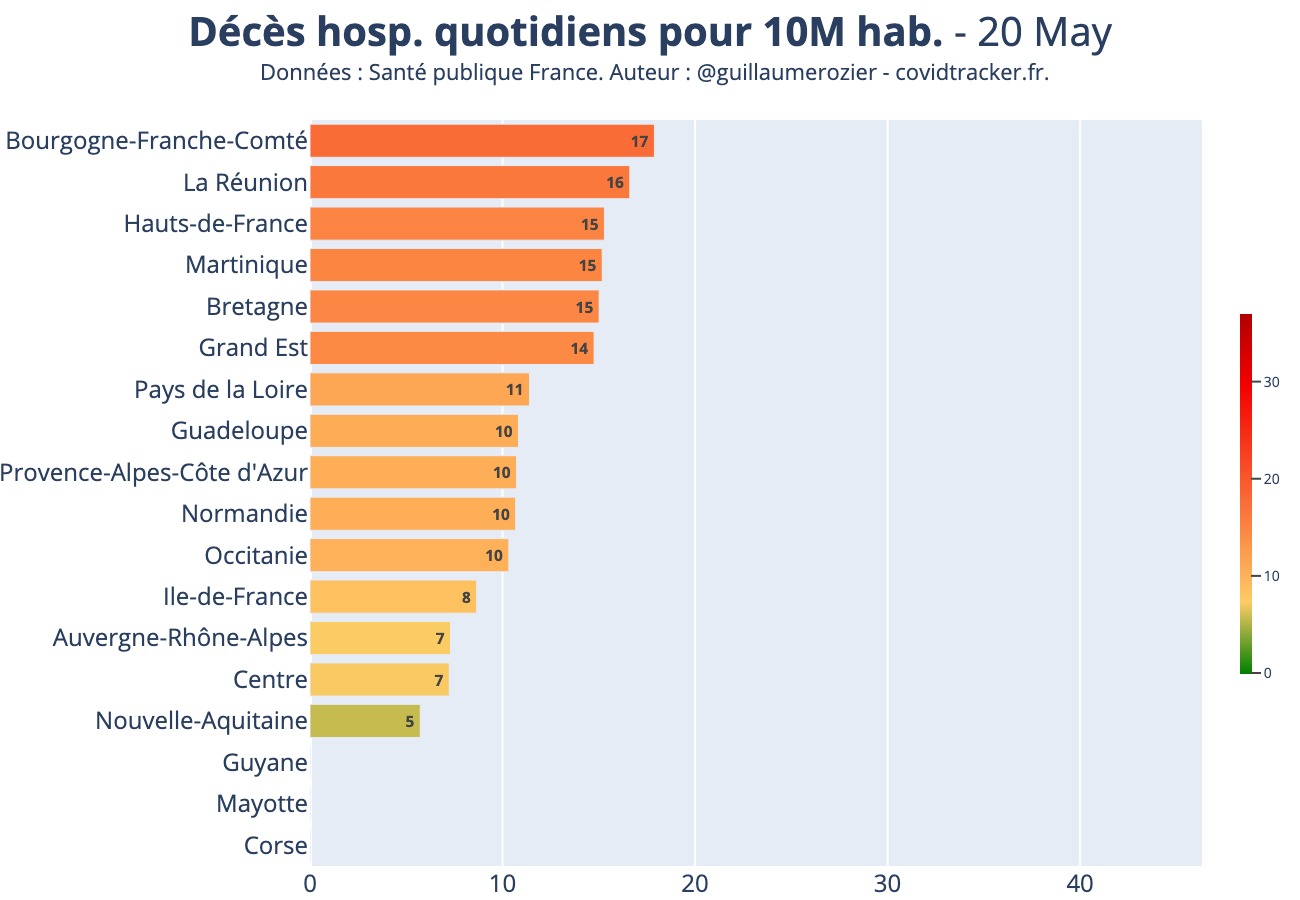 Décès hosp. quotidiens pour 10M hab. - 20 May
Données : Santé publique France. Auteur : @guillaumerozier - covidtracker.fr.
Bourgogne-Franche-Comté 17
La Réunion 16
Hauts-de-France 15
Martinique 15
Bretagne 15
Grand Est 14
Pays de la Loire 11
Guadeloupe 10
Provence-Alpes-Côte d'Azur 10
Normandie 10
Occitanie 10
Ile-de-France 8
Auvergne-Rhône-Alpes 7
Centre 7
Nouvelle-Aquitaine 5
Guyane
Mayotte
Corse
0 10 20 30 40
30
20
10
0